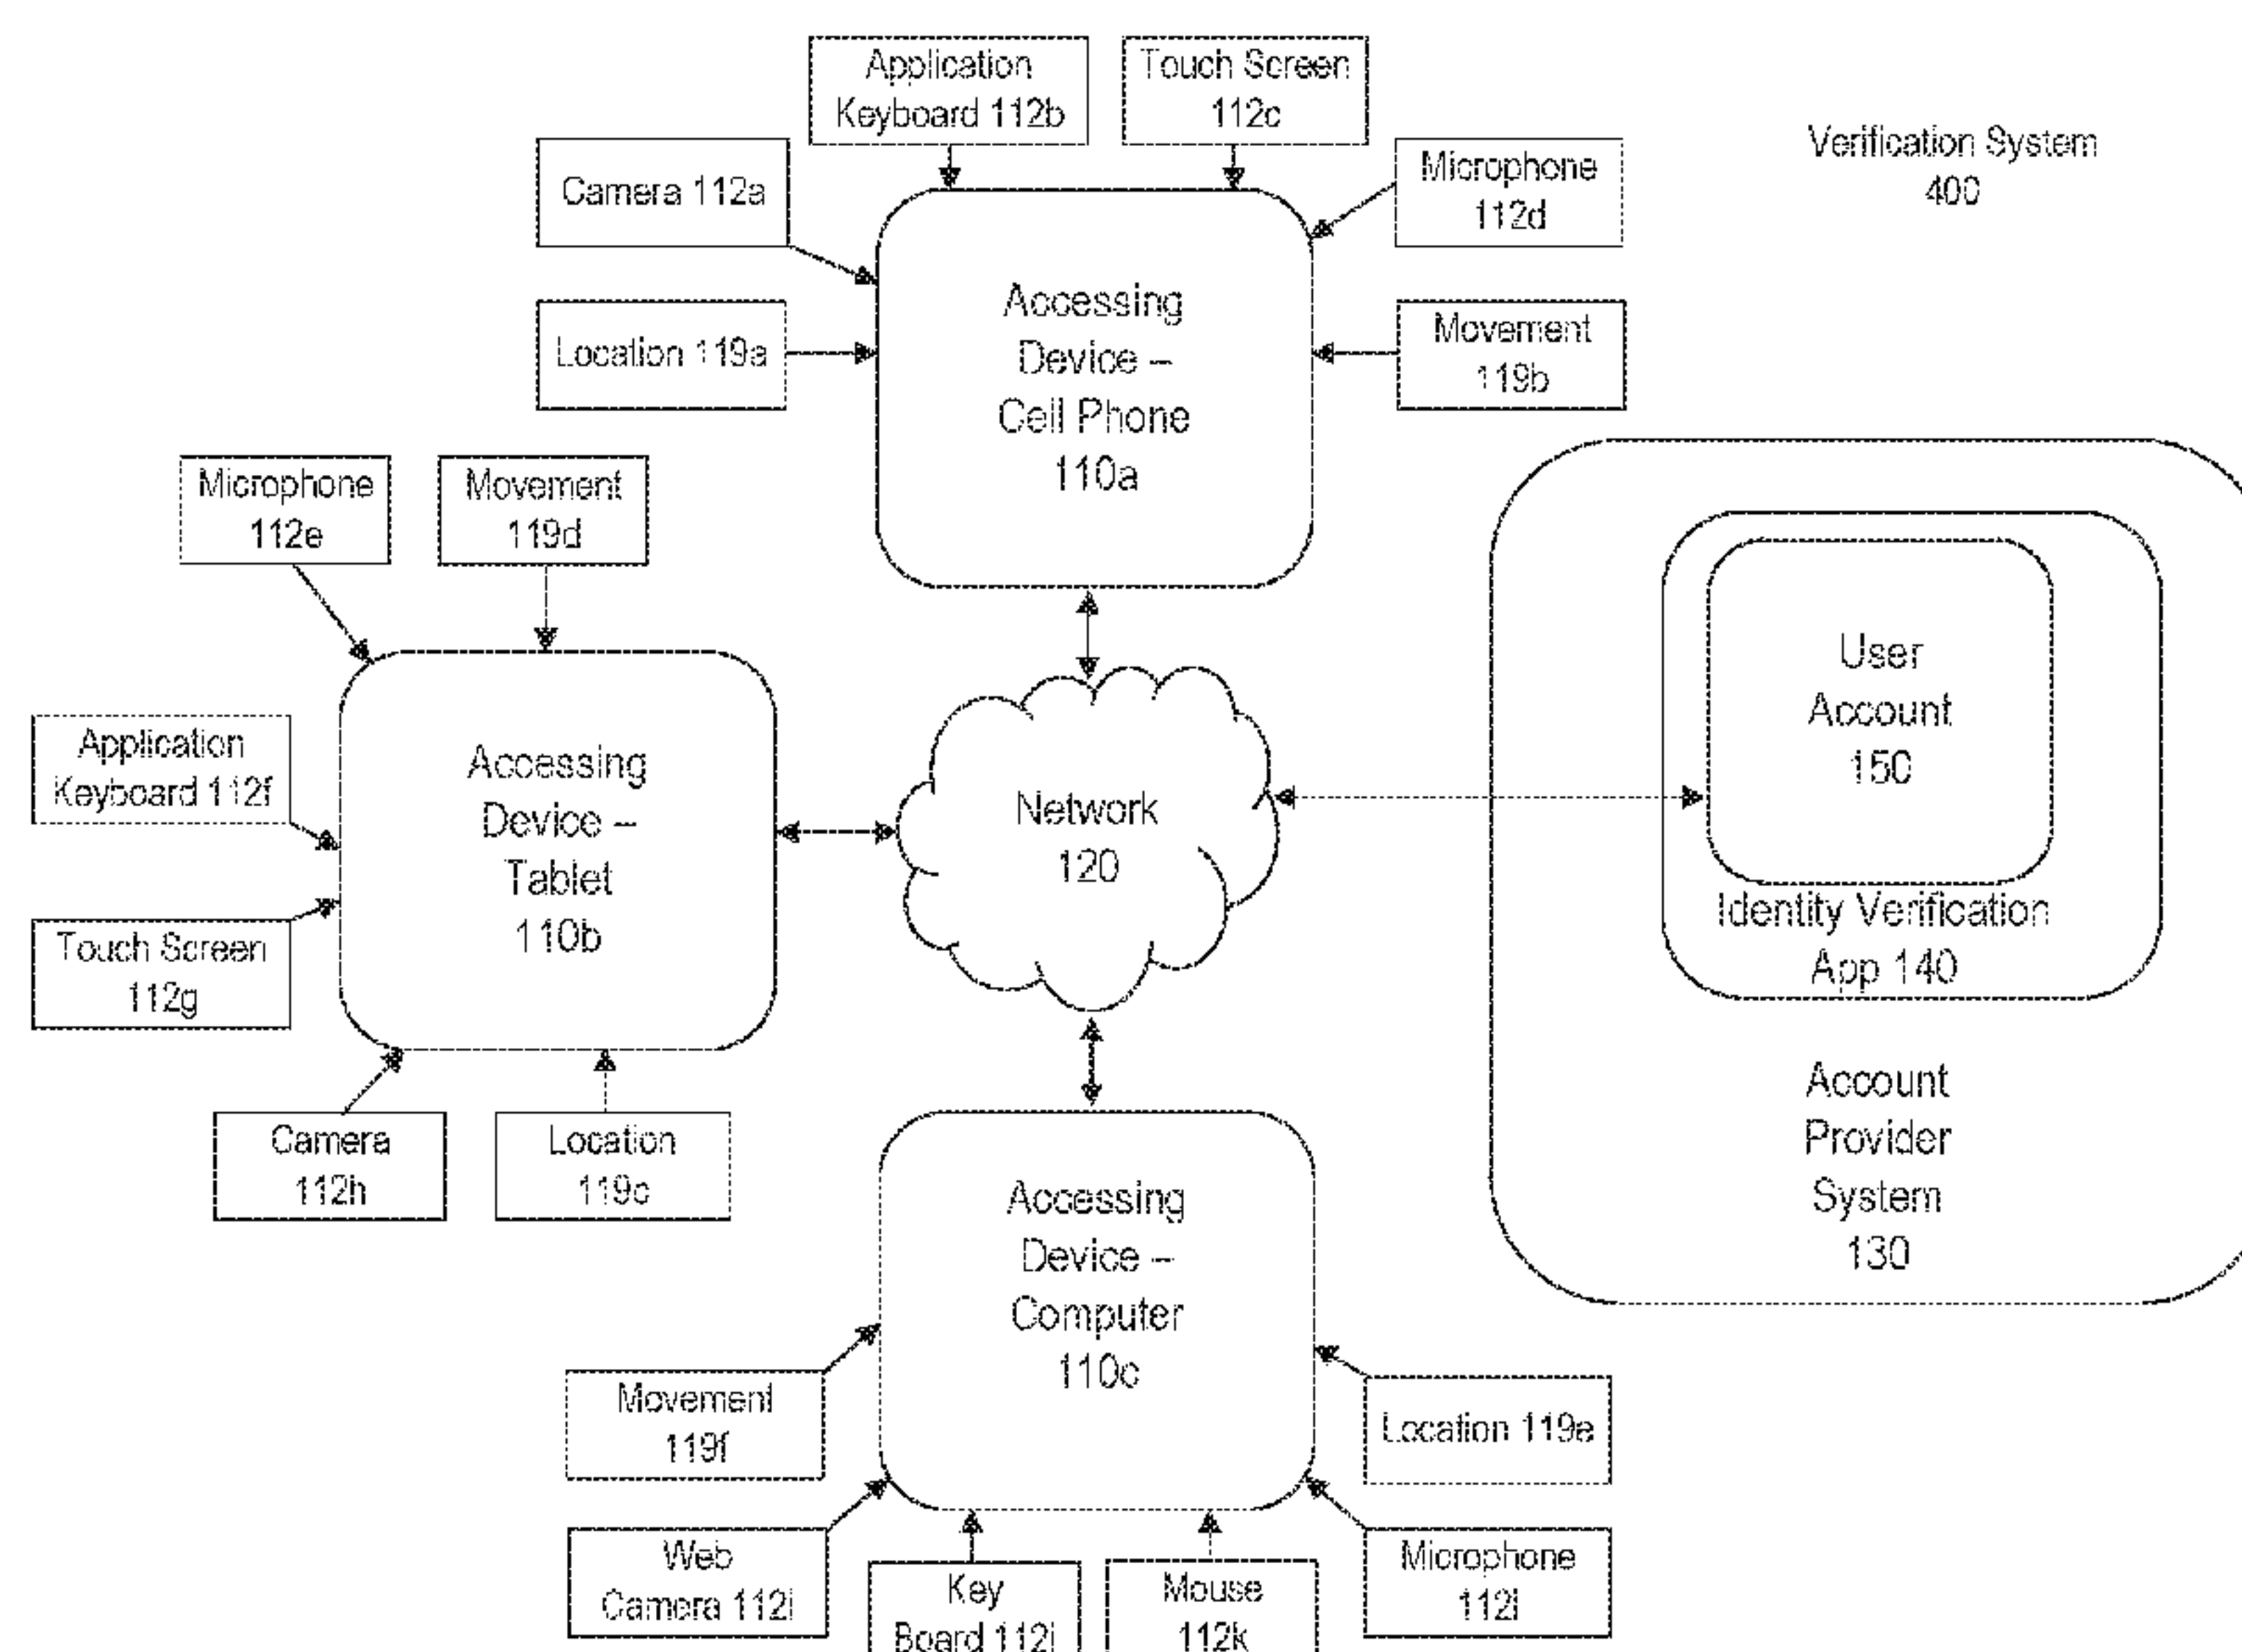 Application
Keyboard 112b
Touch Screen
112c
Verification System
400
Camera 112a
Microphone
112d
Location 119a
Accessing
Device –
Cell Phone
110a
Movement
119b
Microphone
112e
Movement
119d
User
Account
150
Application
Keyboard 112f
Accessing
Device –
Tablet
110b
Network
120
Touch Screen
112g
Identity Verification
App 140
Camera
112h
Location
119c
Account
Provider
System
130
Accessing
Device –
Computer
110c
Movement
119f
Location 119e
Web
Camera 112i
Key
Board 112j
Mouse
112k
Microphone
112l